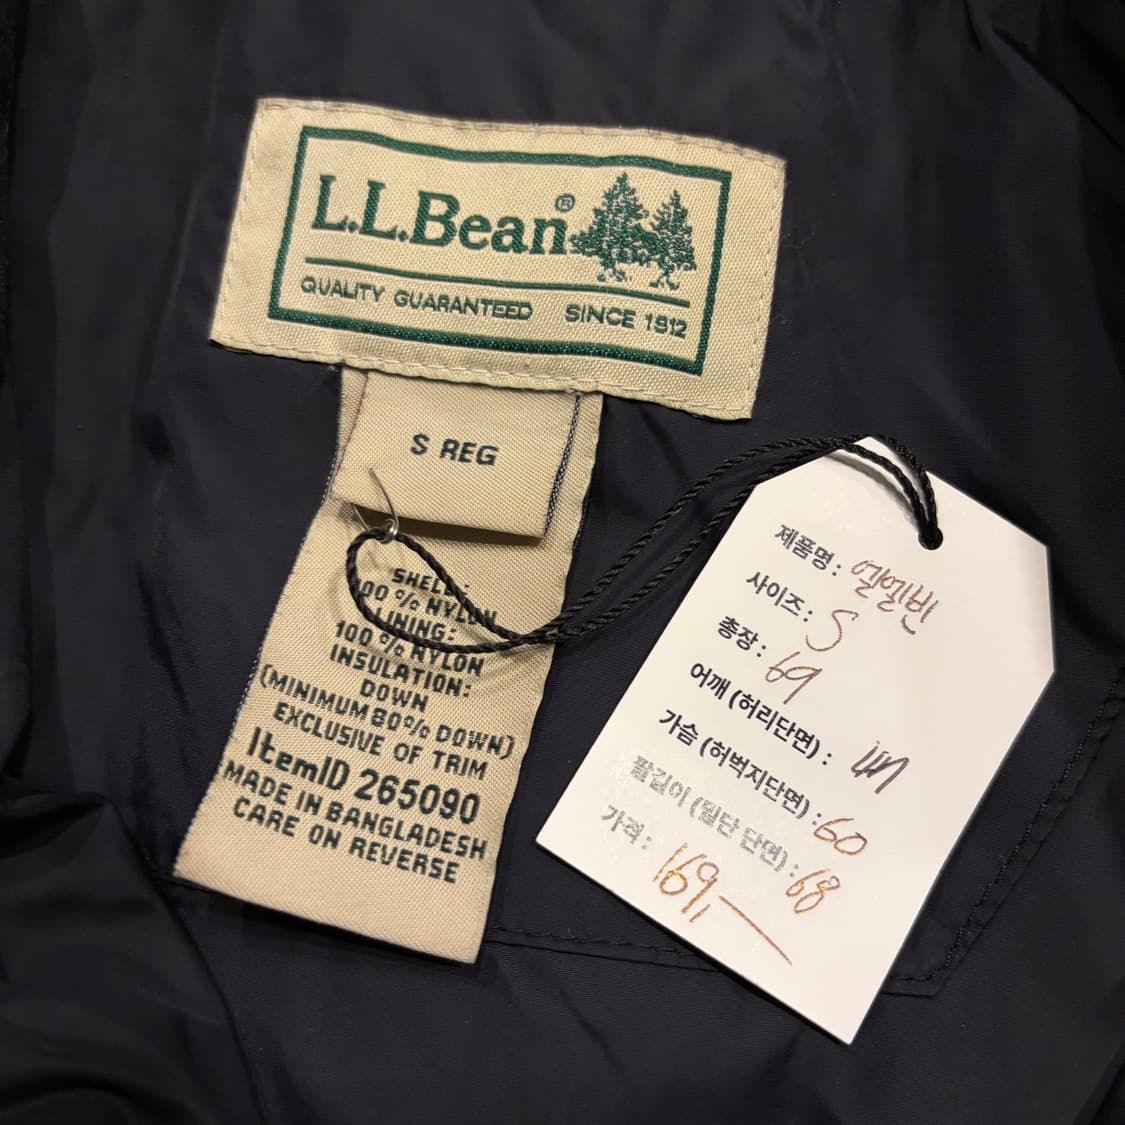 L.L.Bean®
QUALITY GUARANTEED SINCE 1912
S REG
SHELL:
100% NYLON
LINING:
100% NYLON
INSULATION:
DOWN
(MINIMUM 80% DOWN)
EXCLUSIVE OF TRIM
ItemID 265090
MADE IN BANGLADESH
CARE ON REVERSE
제품명: 엘엘빈
사이즈: S
총장: 69
어깨 (허리단면):
가슴 (허벅지단면): 60
팔길이 (밑단 단면): 68
가격: 169,—